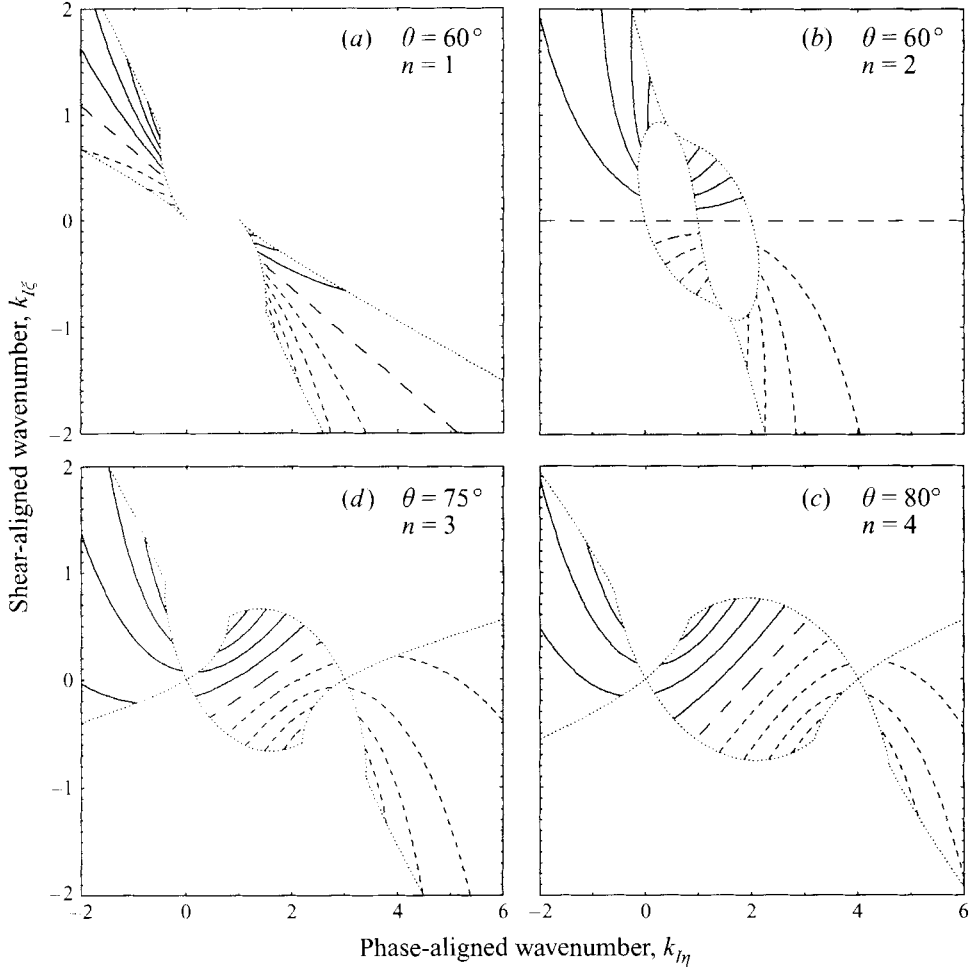 2
1
0
−1
−2
(a) θ = 60°
n = 1
(b) θ = 60°
n = 2
2
1
0
−1
−2
(d) θ = 75°
n = 3
(c) θ = 80°
n = 4
−2 0 2 4 6
−2 0 2 4 6
Shear-aligned wavenumber, k_{Iξ}
Phase-aligned wavenumber, k_{Iη}